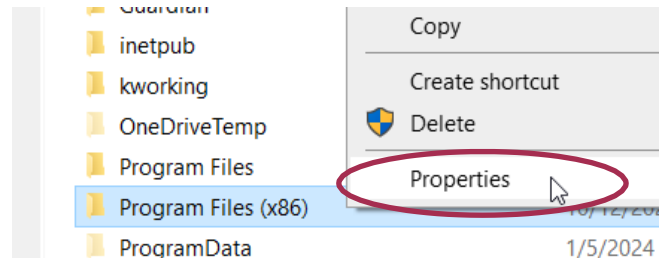 Guardian
inetpub
kworking
OneDriveTemp
Program Files
Program Files (x86)
ProgramData
1/5/2024
Copy
Create shortcut
Delete
Properties